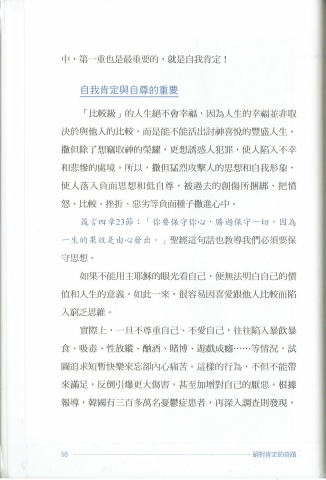 中，第一重也是最重要的，就是自我肯定！
自我肯定與自尊的重要
「比較級」的人生絕不會幸福，因為人生的幸福並非取
決於與他人的比較，而是能不能活出討神喜悅的豐盛人生，
撒但除了想竊取神的榮耀，更想誘惑人犯罪，使人陷入不幸
和悲慘的處境。所以，撒但猛烈攻擊人的思想和自我形象，
使人落入負面思想和低自尊，被過去的創傷所捆綁，把憤
怒、比較、挫折、惡劣等負面種子撒進心中。
箴言四章23節：「你要保守你心，勝過保守一切，因為
一生的果效是由心發出。」聖經這句話也教導我們必須要保
守思想。
如果不能用主耶穌的眼光看自己，便無法明白自己的價
值和人生的意義。如此一來，很容易因喜愛跟他人比較而陷
入窮乏思維。
實際上，一旦不尊重自己、不愛自己，往往陷入暴飲暴
食、吸毒、性放縱、酗酒、賭博、遊戲成癮……等情況，試
圖追求短暫快樂來忘卻內心痛苦。這樣的行為，不但不能帶
來滿足，反倒引爆更大傷害，甚至加增對自己的厭惡。根據
報導，韓國有三百多萬名憂鬱症患者，再深入調查則發現，
56
絕對肯定的奇蹟